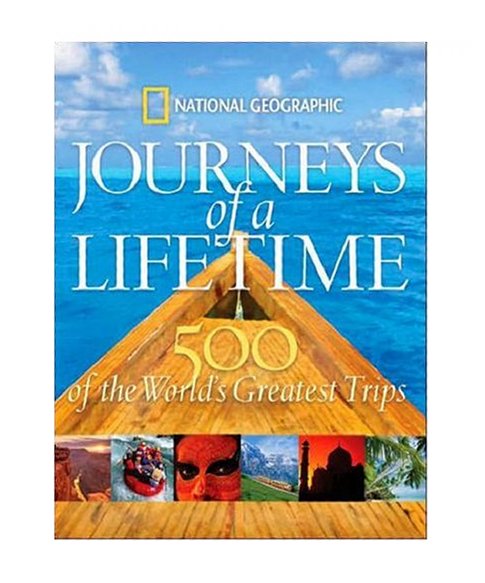 NATIONAL GEOGRAPHIC
JOURNEYS
of a
LIFETIME
500
of the World's Greatest Trips